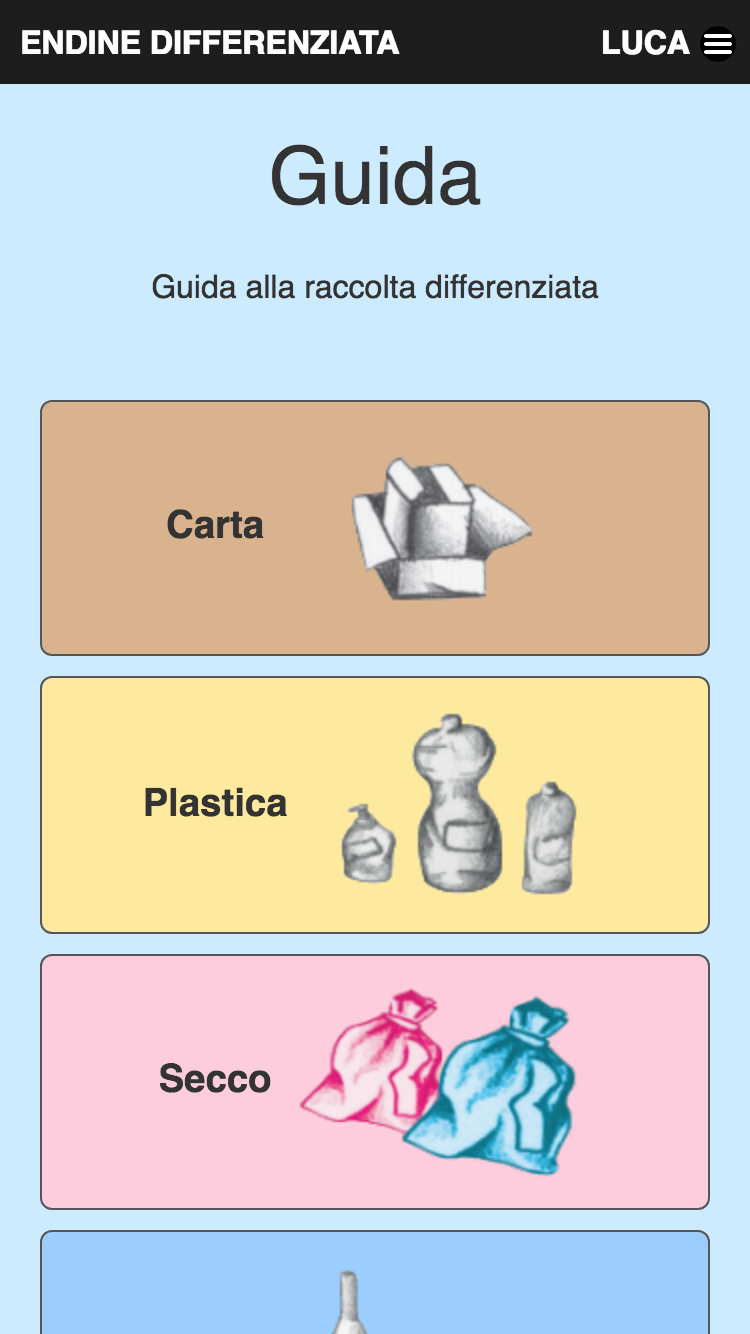 ENDINE DIFFERENZIATA LUCA
Guida
Guida alla raccolta differenziata
Carta
Plastica
Secco